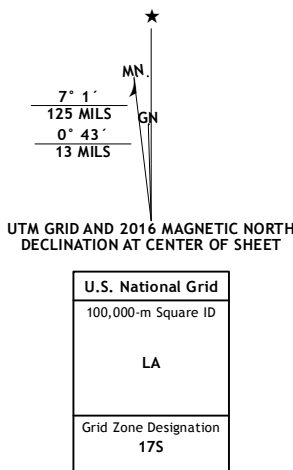 ★
MN.
7° 1´
125 MILS
GN
0° 43´
13 MILS
UTM GRID AND 2016 MAGNETIC NORTH
DECLINATION AT CENTER OF SHEET
U.S. National Grid
100,000-m Square ID
LA
Grid Zone Designation
17S